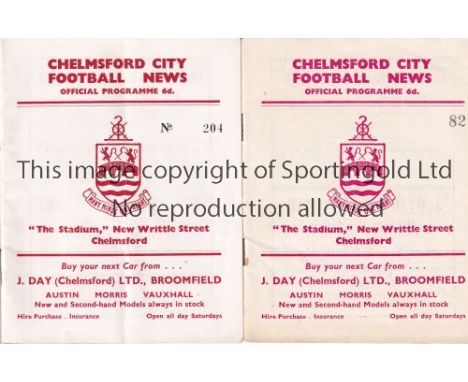 CHELMSFORD CITY
FOOTBALL NEWS
OFFICIAL PROGRAMME 6d.
Nº 204
MANY MINDS
"The Stadium," New Writtle Street
Chelmsford
Buy your next Car from . . .
J. DAY (Chelmsford) LTD., BROOMFIELD
AUSTIN MORRIS VAUXHALL
New and Second-hand Models always in stock
Hire Purchase . Insurance Open all day Saturdays
CHELMSFORD CITY
FOOTBALL NEWS
OFFICIAL PROGRAMME 6d.
82
"The Stadium," New Writtle Street
Chelmsford
Buy your next Car from . . .
J. DAY (Chelmsford) LTD., BROOMFIELD
AUSTIN MORRIS VAUXHALL
New and Second-hand Models always in stock
Hire Purchase . Insurance Open all day Saturdays
This image copyright of Sportingold Ltd
No reproduction allowed